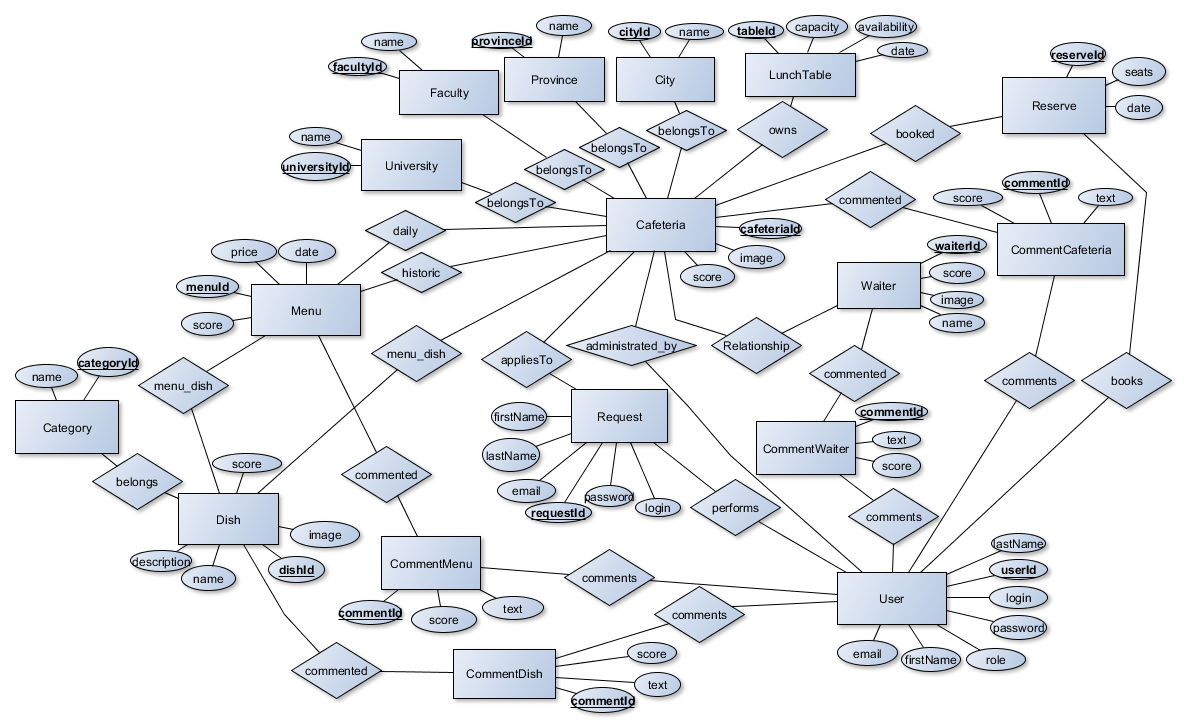 name
facultyId
Faculty
provinceId
name
Province
cityId
name
City
tableId
capacity
availability
date
LunchTable
reserveId
seats
date
Reserve
name
universityId
University
belongsTo
belongsTo
belongsTo
belongsTo
owns
booked
commented
score
commentId
text
CommentCafeteria
Cafeteria
cafeteriaId
image
score
daily
historic
price
date
menuId
score
Menu
waiterId
score
image
name
Waiter
Relationship
administrated_by
appliesTo
menu_dish
menu_dish
commented
comments
books
name
categoryId
Category
belongs
firstName
lastName
email
requestId
password
login
Request
commentId
text
score
CommentWaiter
comments
performs
commented
score
Dish
image
description
name
dishId
CommentMenu
commentId
score
text
comments
comments
commented
CommentDish
score
text
commentId
User
lastName
userId
login
password
role
firstName
email